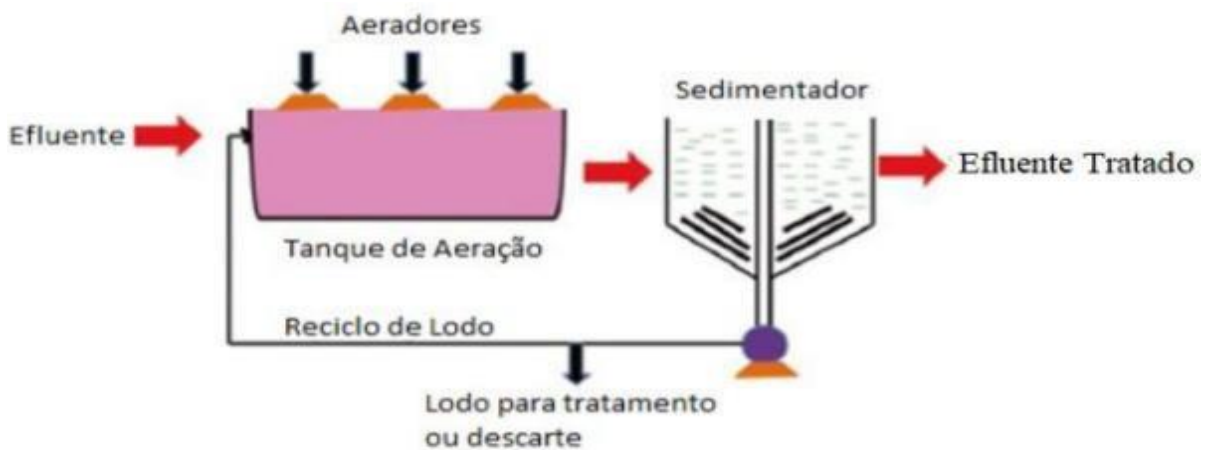 Aeradores
Sedimentador
Efluente
Efluente Tratado
Tanque de Aeração
Reciclo de Lodo
Lodo para tratamento
ou descarte